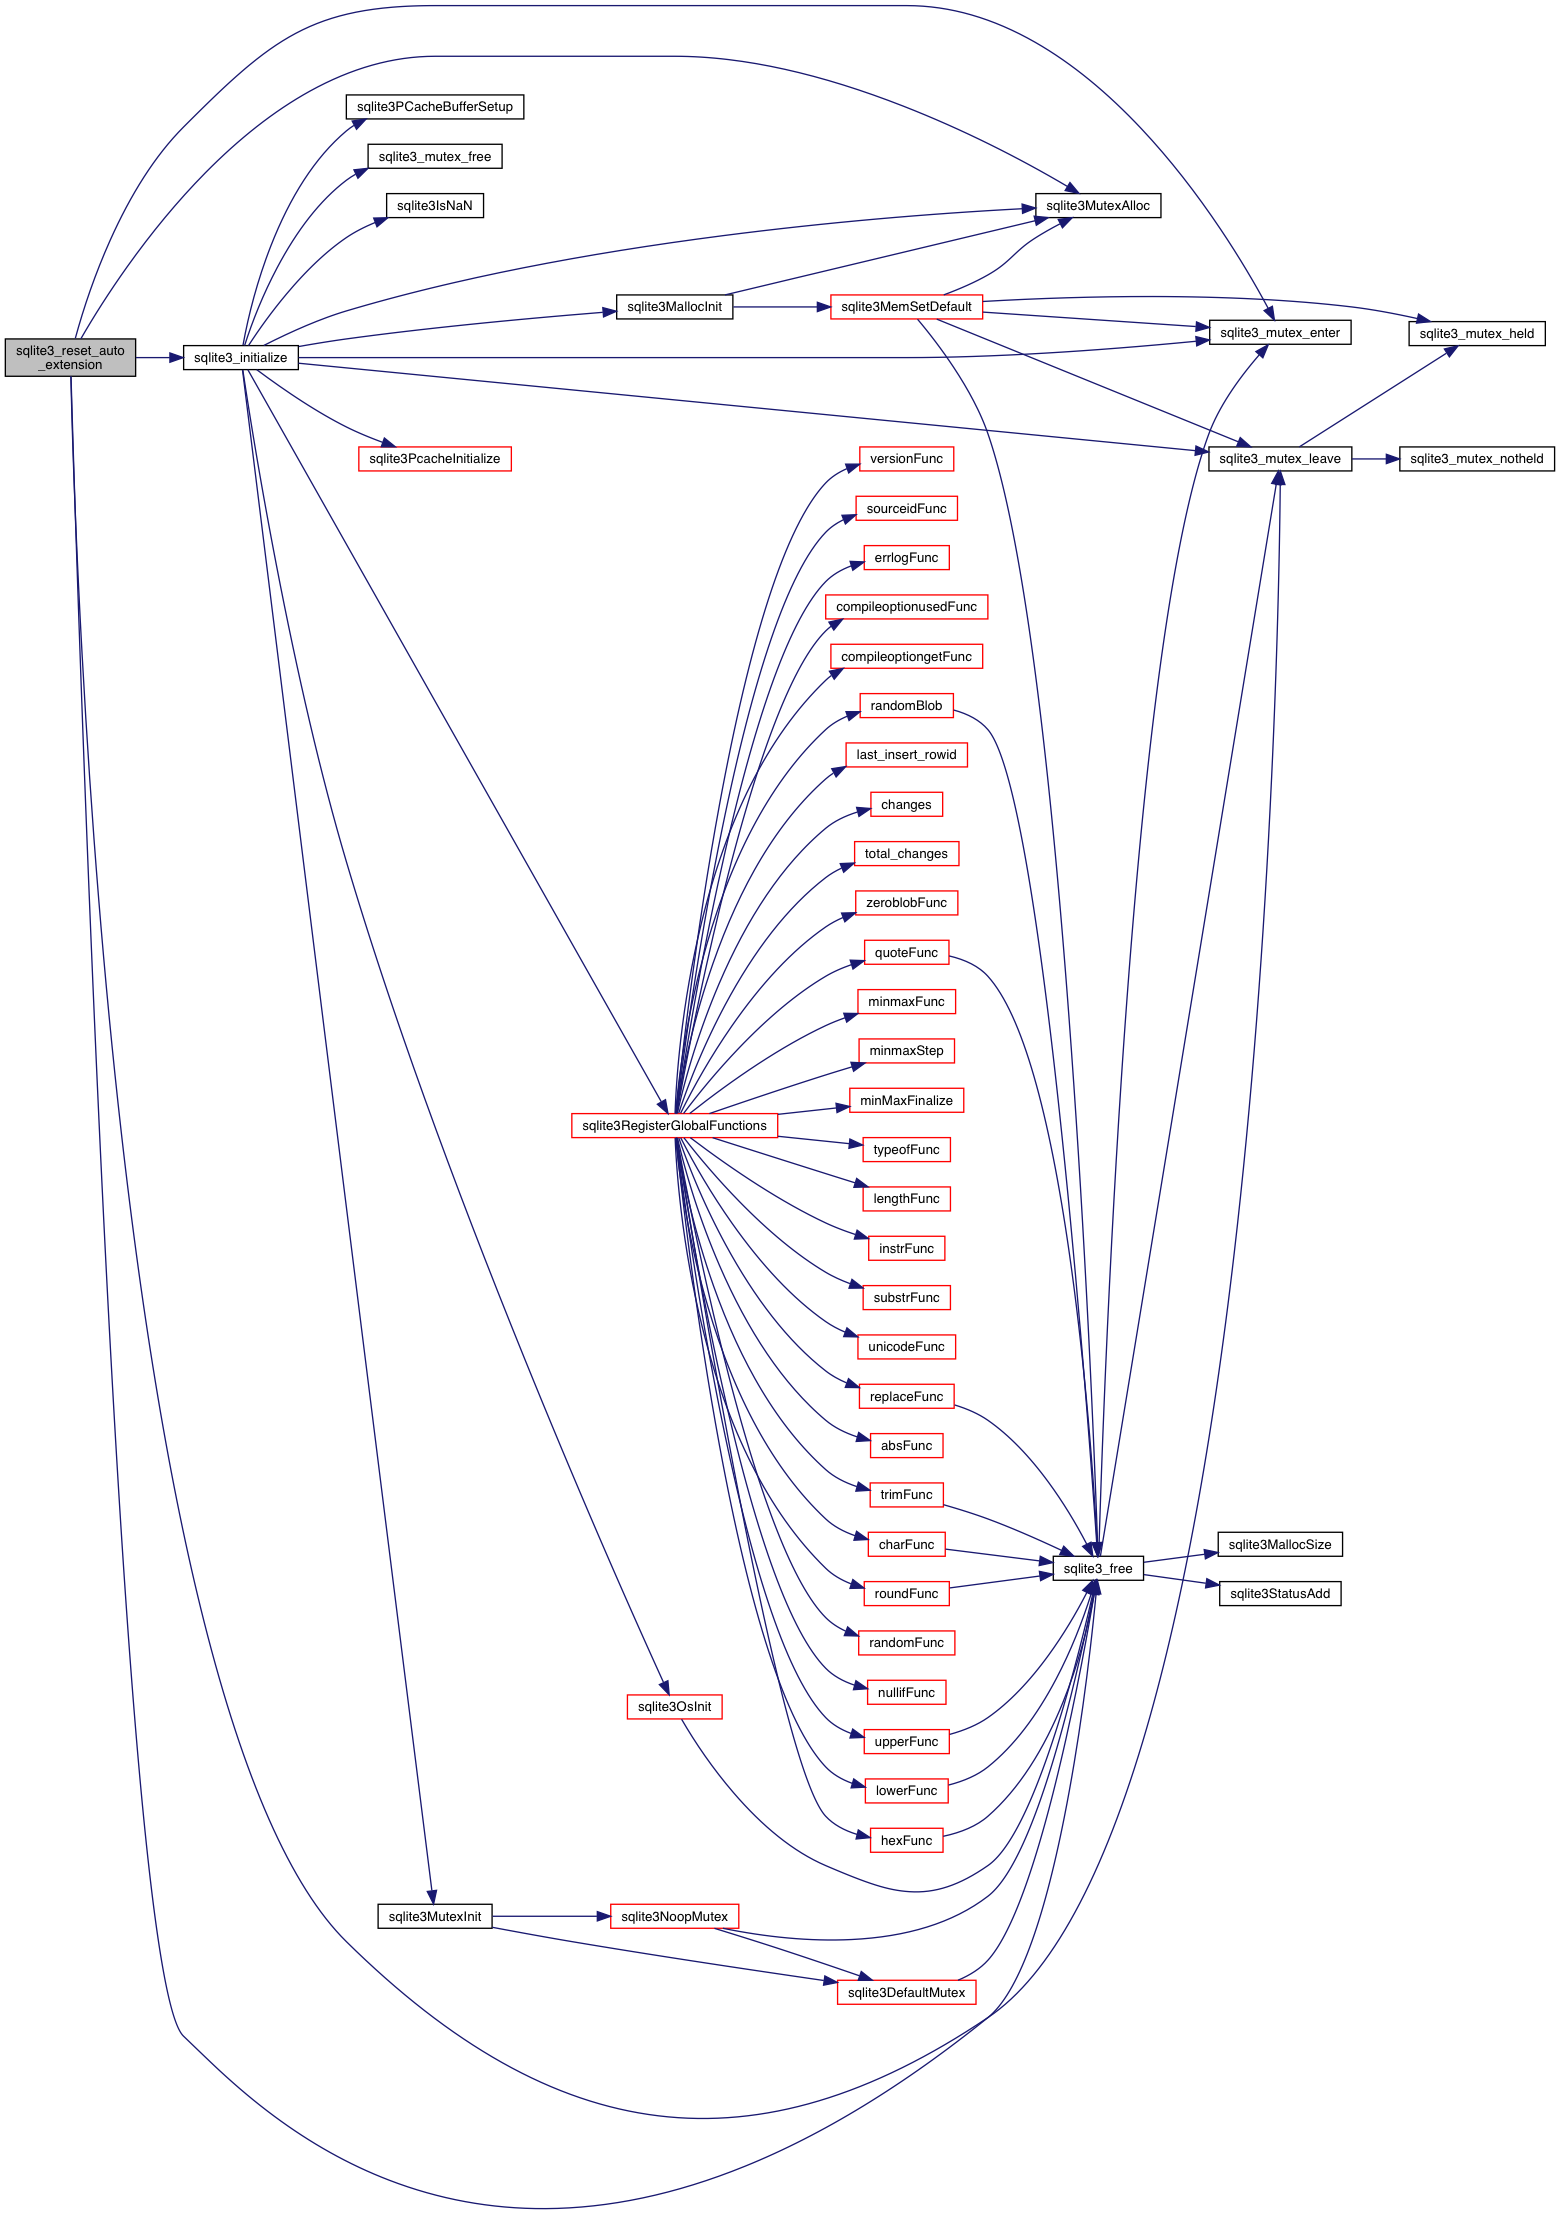 sqlite3PCacheBufferSetup
sqlite3_mutex_free
sqlite3IsNaN
sqlite3MutexAlloc
sqlite3MallocInit
sqlite3MemSetDefault
sqlite3_mutex_enter
sqlite3_mutex_held
sqlite3_reset_auto
_extension
sqlite3_initialize
sqlite3PcacheInitialize
versionFunc
sqlite3_mutex_leave
sqlite3_mutex_notheld
sourceidFunc
errlogFunc
compileoptionusedFunc
compileoptiongetFunc
randomBlob
last_insert_rowid
changes
total_changes
zeroblobFunc
quoteFunc
minmaxFunc
minmaxStep
minMaxFinalize
sqlite3RegisterGlobalFunctions
typeofFunc
lengthFunc
instrFunc
substrFunc
unicodeFunc
replaceFunc
absFunc
trimFunc
charFunc
sqlite3MallocSize
sqlite3_free
roundFunc
sqlite3StatusAdd
randomFunc
nullifFunc
sqlite3OsInit
upperFunc
lowerFunc
hexFunc
sqlite3MutexInit
sqlite3NoopMutex
sqlite3DefaultMutex